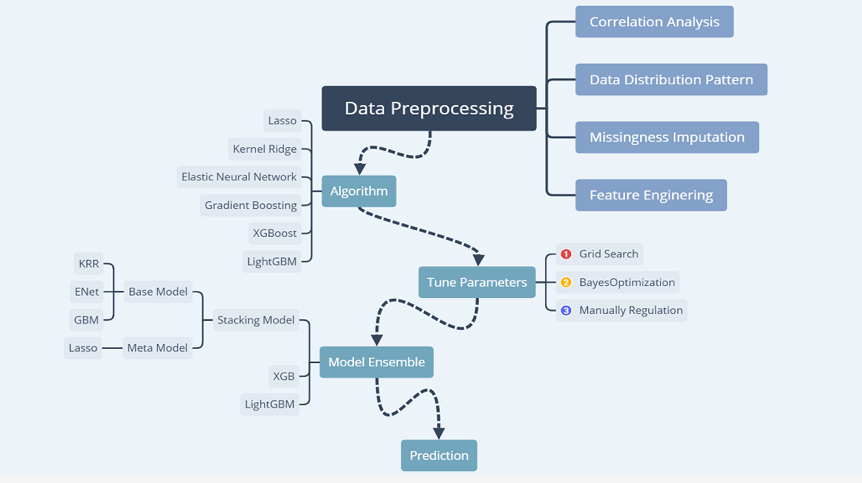 Correlation Analysis
Data Distribution Pattern
Data Preprocessing
Missingness Imputation
Feature Enginering
Lasso
Kernel Ridge
Elastic Neural Network
Gradient Boosting
XGBoost
LightGBM
Algorithm
Tune Parameters
1 Grid Search
2 BayesOptimization
3 Manually Regulation
KRR
ENet
GBM
Base Model
Lasso
Meta Model
Stacking Model
XGB
LightGBM
Model Ensemble
Prediction